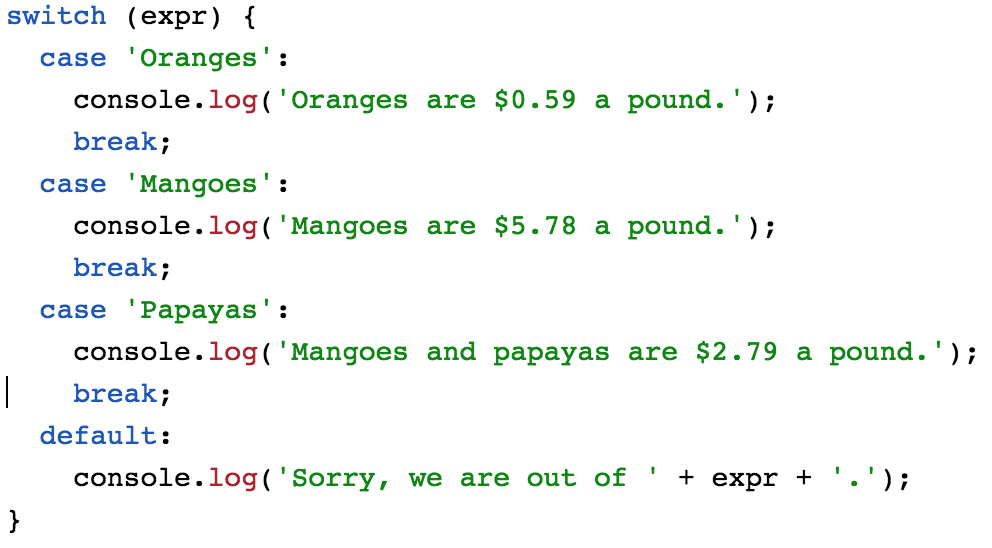 switch (expr) {
  case 'Oranges':
    console.log('Oranges are $0.59 a pound.');
    break;
  case 'Mangoes':
    console.log('Mangoes are $5.78 a pound.');
    break;
  case 'Papayas':
    console.log('Mangoes and papayas are $2.79 a pound.');
    break;
  default:
    console.log('Sorry, we are out of ' + expr + '.');
}